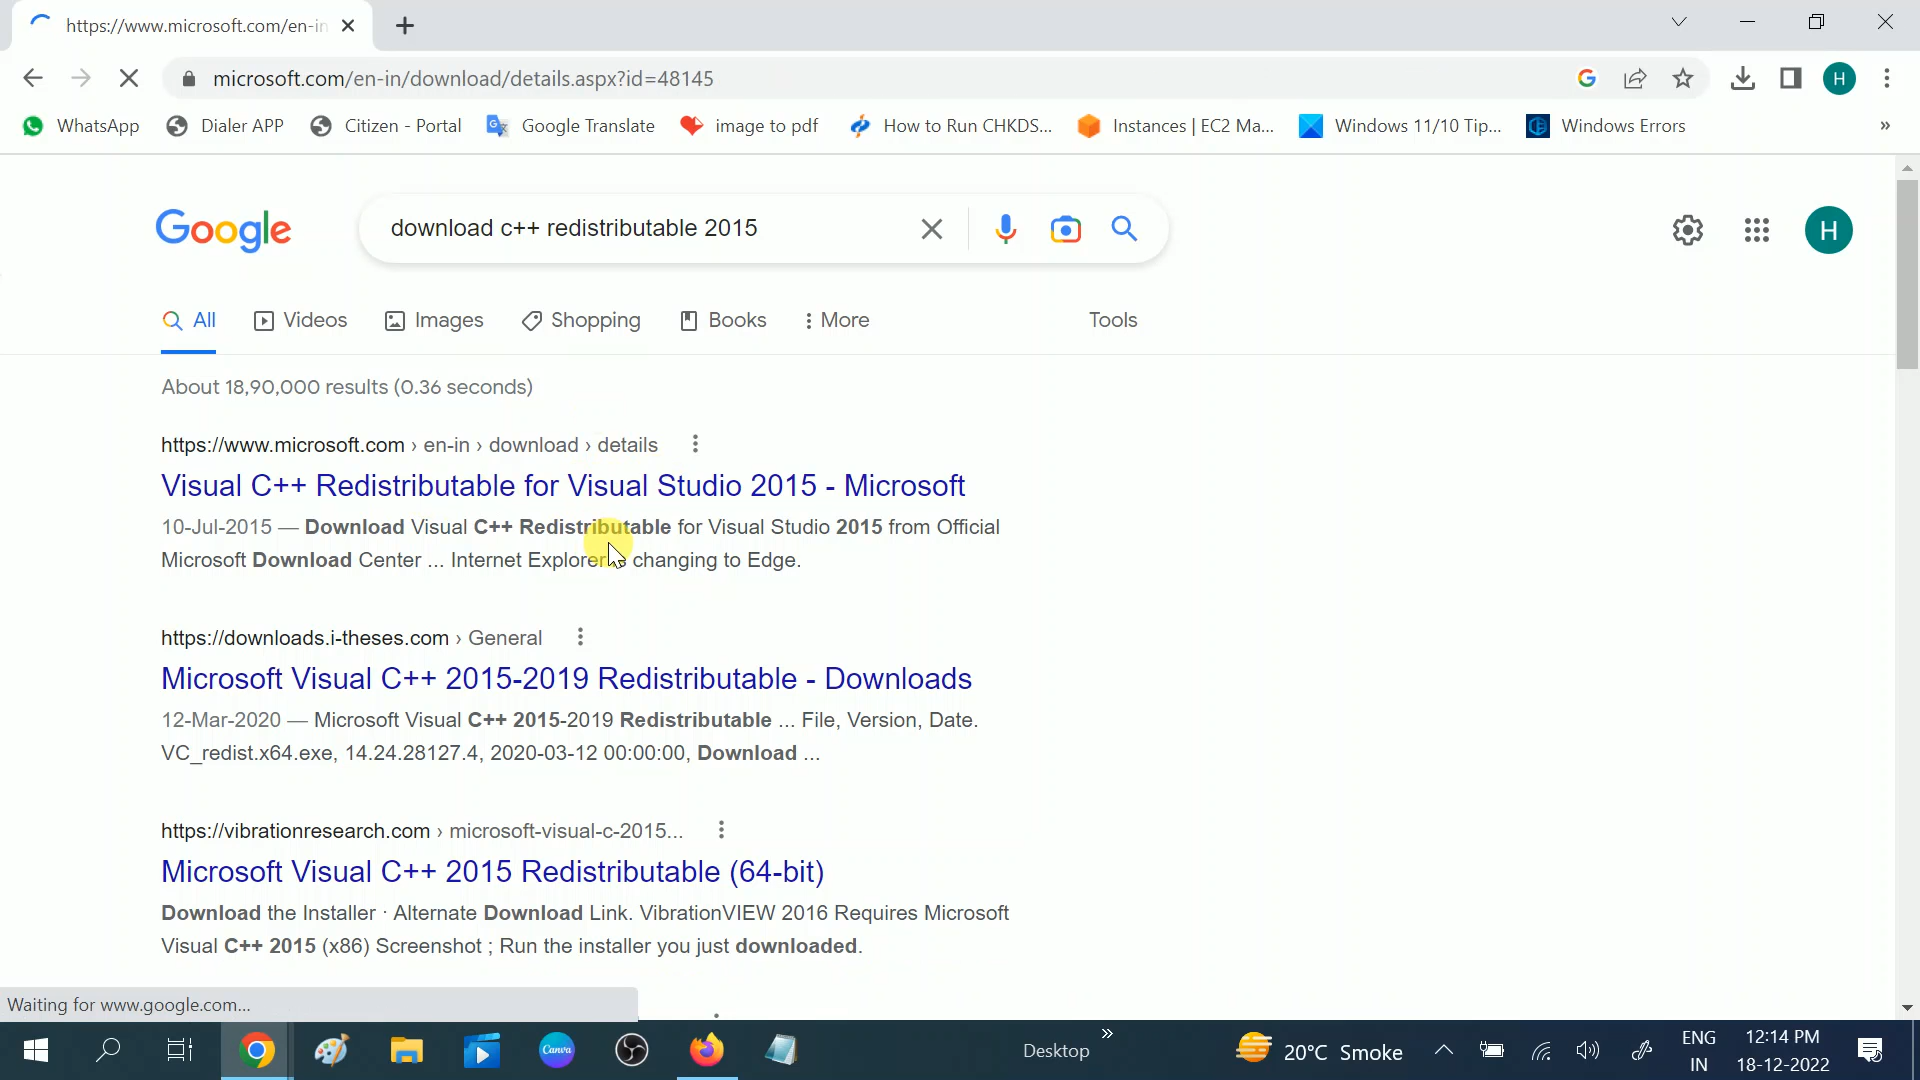 https://www.microsoft.com/en-in
microsoft.com/en-in/download/details.aspx?id=48145
H
WhatsApp
Dialer APP
Citizen - Portal
Google Translate
image to pdf
How to Run CHKDS...
Instances | EC2 Ma...
Windows 11/10 Tip...
Windows Errors
»
Google
download c++ redistributable 2015
H
All
Videos
Images
Shopping
Books
More
Tools
About 18,90,000 results (0.36 seconds)
https://www.microsoft.com › en-in › download › details
Visual C++ Redistributable for Visual Studio 2015 - Microsoft
10-Jul-2015 — Download Visual C++ Redistributable for Visual Studio 2015 from Official
Microsoft Download Center ... Internet Explorer changing to Edge.
https://downloads.i-theses.com › General
Microsoft Visual C++ 2015-2019 Redistributable - Downloads
12-Mar-2020 — Microsoft Visual C++ 2015-2019 Redistributable ... File, Version, Date.
VC_redist.x64.exe, 14.24.28127.4, 2020-03-12 00:00:00, Download ...
https://vibrationresearch.com › microsoft-visual-c-2015...
Microsoft Visual C++ 2015 Redistributable (64-bit)
Download the Installer · Alternate Download Link. VibrationVIEW 2016 Requires Microsoft
Visual C++ 2015 (x86) Screenshot ; Run the installer you just downloaded.
Waiting for www.google.com...
Canva
Desktop
»
20°C Smoke
ENG
IN
12:14 PM
18-12-2022